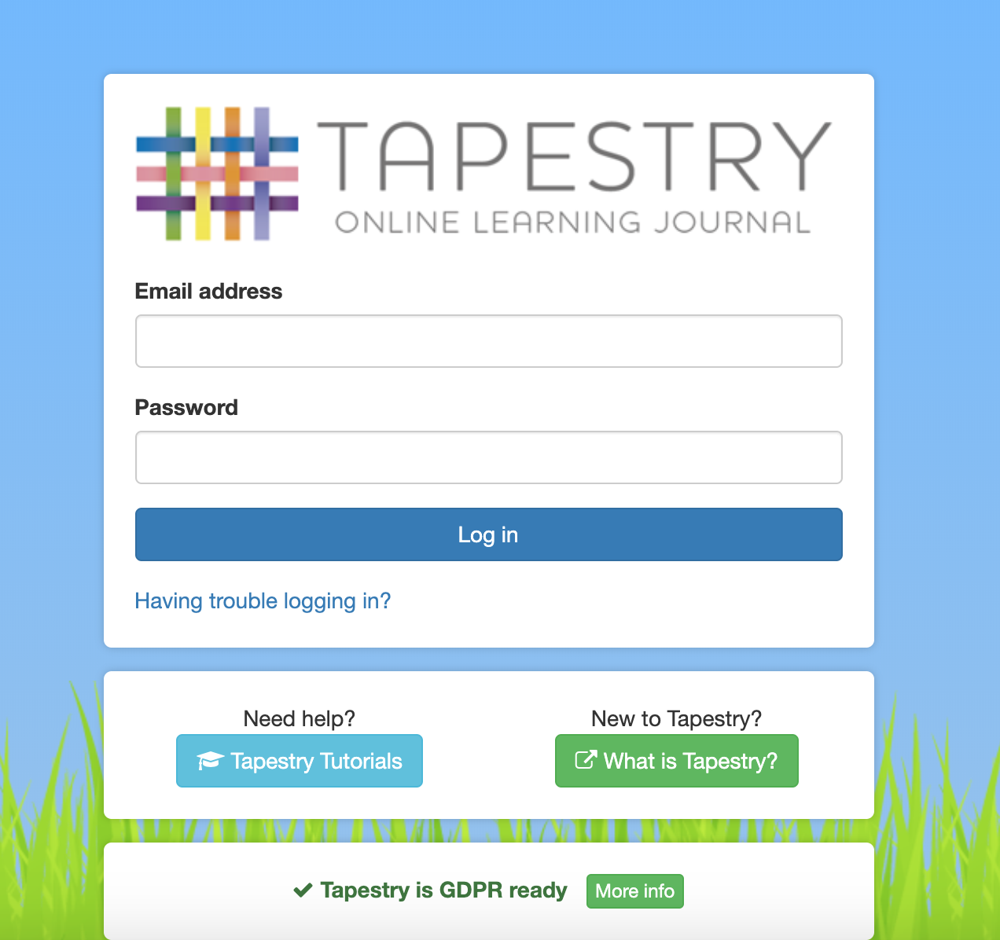 TAPESTRY
ONLINE LEARNING JOURNAL
Email address
Password
Log in
Having trouble logging in?
Need help?
Tapestry Tutorials
New to Tapestry?
What is Tapestry?
Tapestry is GDPR ready More info